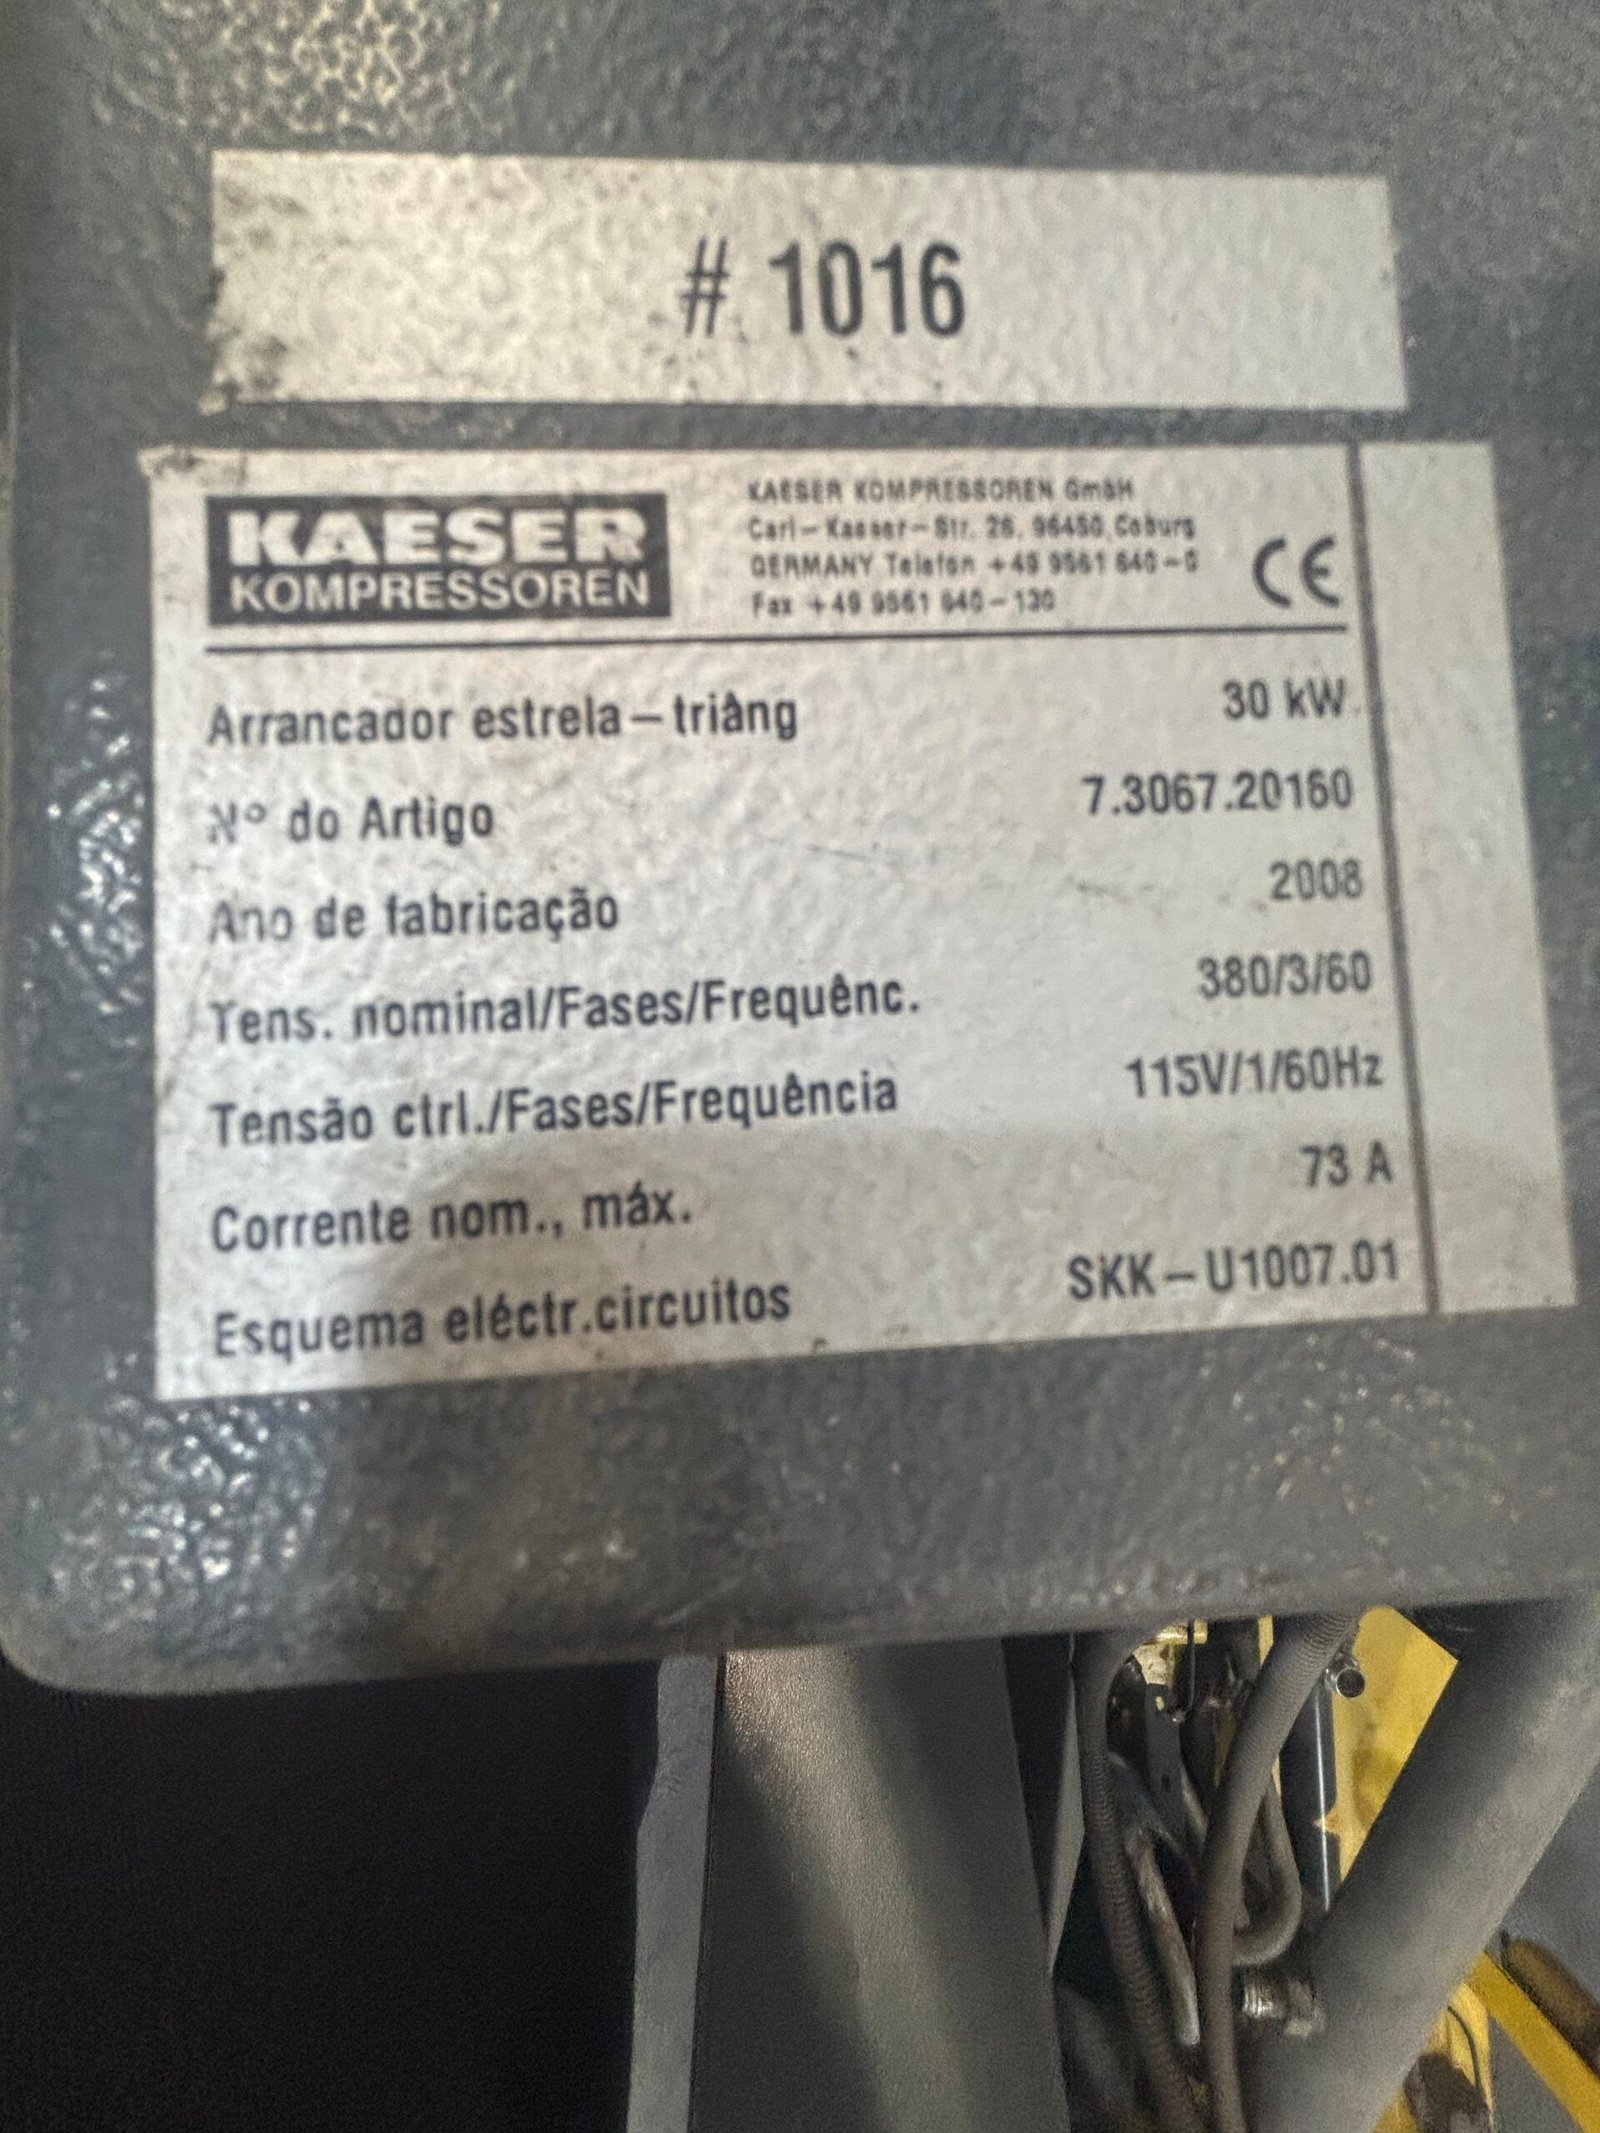 # 1016
KAESER
KOMPRESSOREN
KAESER KOMPRESSOREN GmbH
Carl-Kaeser-Str. 26, 96450 Coburg
GERMANY Telefon +49 9561 640-0
Fax +49 9561 640-130
CE
Arrancador estrela-triâng 30 kW
Nº do Artigo 7.3067.20160
Ano de fabricação 2008
Tens. nominal/Fases/Frequênc. 380/3/60
Tensão ctrl./Fases/Frequência 115V/1/60Hz
Corrente nom., máx. 73 A
Esquema eléctr.circuitos SKK-U1007.01